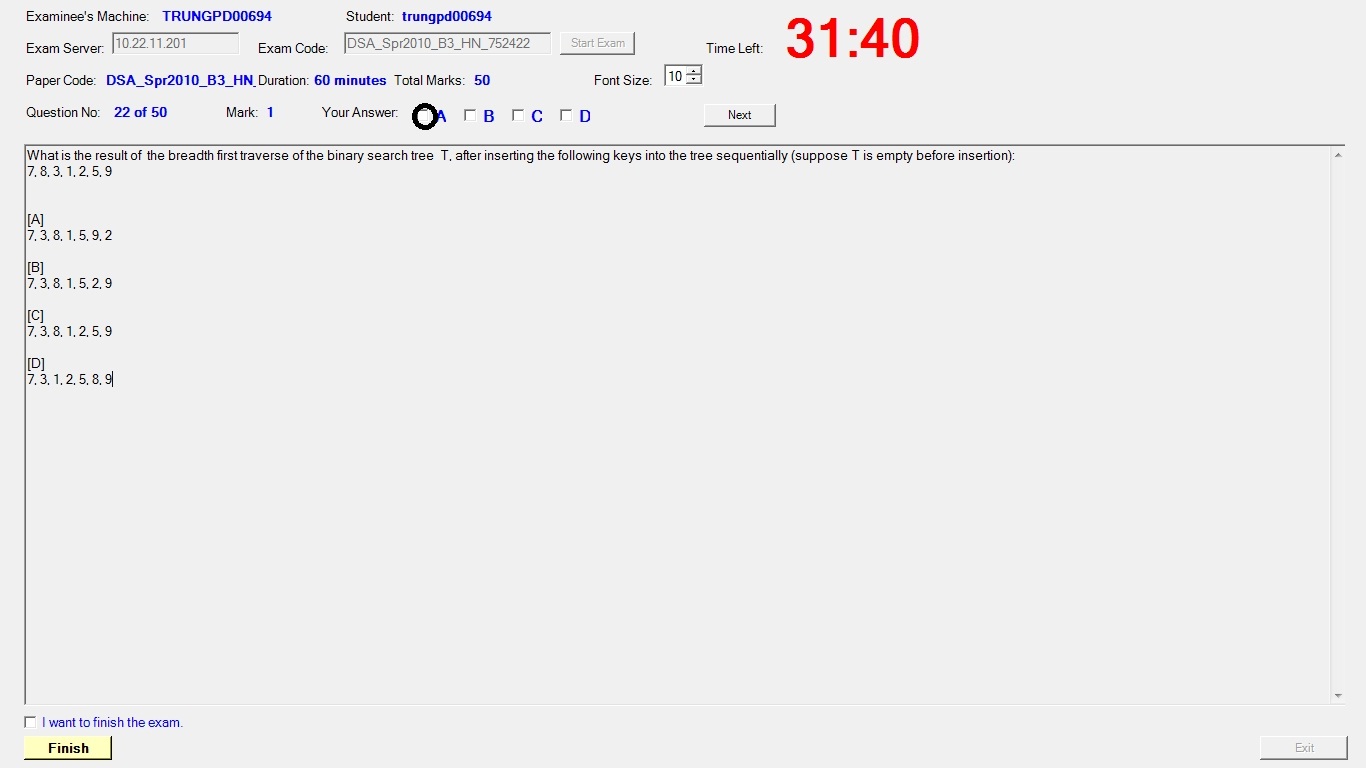 Examinee's Machine: TRUNGPD00694 Student: trungpd00694
Exam Server: 10.22.11.201 Exam Code: DSA_Spr2010_B3_HN_752422 Start Exam Time Left: 31:40
Paper Code: DSA_Spr2010_B3_HN_ Duration: 60 minutes Total Marks: 50 Font Size: 10
Question No: 22 of 50 Mark: 1 Your Answer: A B C D Next
What is the result of the breadth first traverse of the binary search tree T, after inserting the following keys into the tree sequentially (suppose T is empty before insertion):
7, 8, 3, 1, 2, 5, 9
[A]
7, 3, 8, 1, 5, 9, 2
[B]
7, 3, 8, 1, 5, 2, 9
[C]
7, 3, 8, 1, 2, 5, 9
[D]
7, 3, 1, 2, 5, 8, 9
I want to finish the exam.
Finish Exit